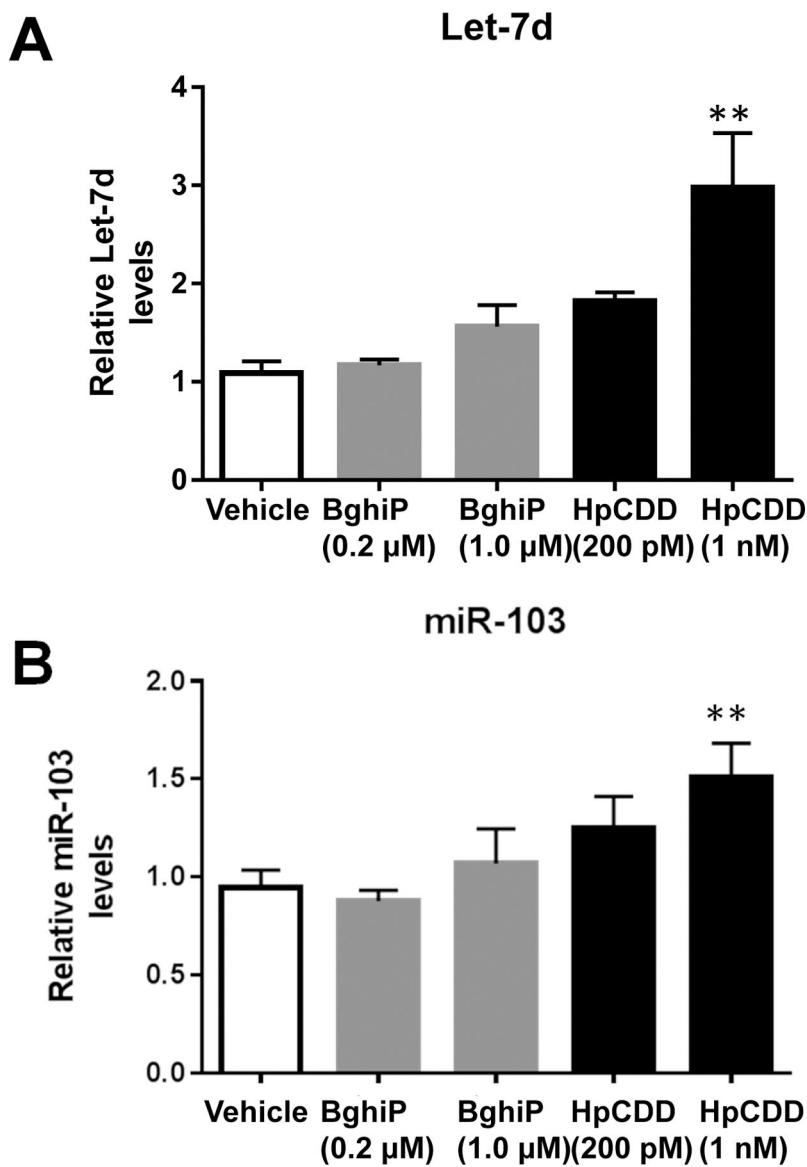 A
Let-7d
Relative Let-7d
levels
4
3
2
1
0
**
Vehicle BghiP BghiP HpCDD HpCDD
(0.2 µM) (1.0 µM)(200 pM) (1 nM)
B
miR-103
Relative miR-103
levels
2.0
1.5
1.0
0.5
0.0
**
Vehicle BghiP BghiP HpCDD HpCDD
(0.2 µM) (1.0 µM)(200 pM) (1 nM)